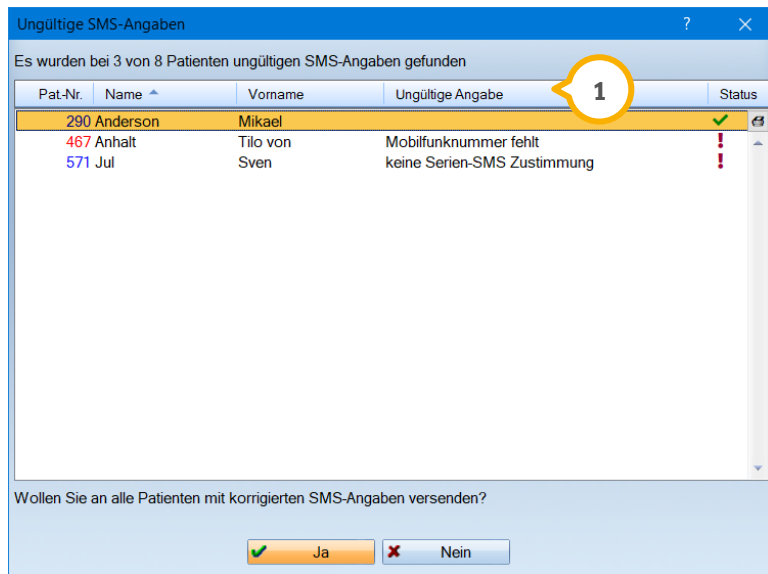 Ungültige SMS-Angaben ?
Es wurden bei 3 von 8 Patienten ungültigen SMS-Angaben gefunden
Pat.-Nr. Name Vorname Ungültige Angabe 1 Status
290 Anderson Mikael
467 Anhalt Tilo von Mobilfunknummer fehlt !
571 Jul Sven keine Serien-SMS Zustimmung !
Wollen Sie an alle Patienten mit korrigierten SMS-Angaben versenden?
Ja Nein